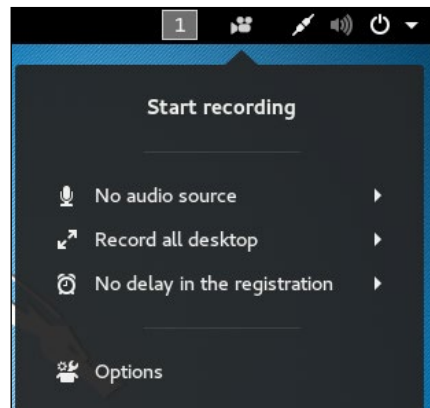 1
Start recording
No audio source
Record all desktop
No delay in the registration
Options